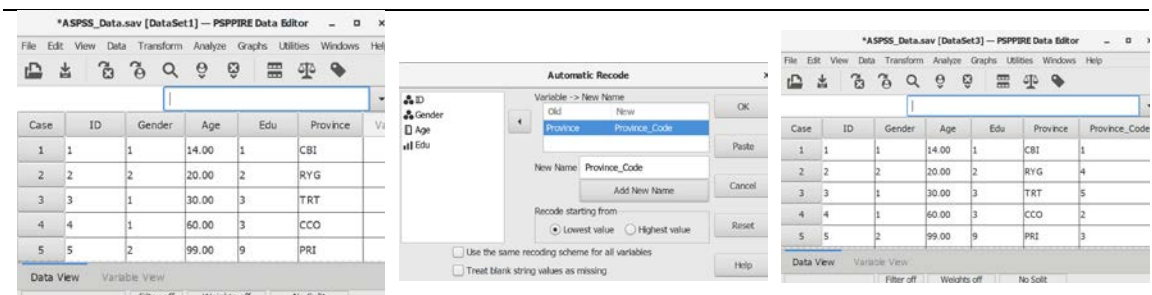 *ASPSS_Data.sav [DataSet1] — PSPPIRE Data Editor
File Edit View Data Transform Analyze Graphs Utilities Windows Help
Case ID Gender Age Edu Province
1 1 1 14.00 1 CBI
2 2 2 20.00 2 RYG
3 3 1 30.00 3 TRT
4 4 1 60.00 3 CCO
5 5 2 99.00 9 PRI
Data View Variable View
Filter off Weights off No Split
Automatic Recode
ID
Gender
Age
Edu
Variable -> New Name
Old New
Province Province_Code
New Name Province_Code
Add New Name
Recode starting from
Lowest value Highest value
Use the same recoding scheme for all variables
Treat blank string values as missing
OK
Paste
Cancel
Reset
Help
*ASPSS_Data.sav [DataSet3] — PSPPIRE Data Editor
File Edit View Data Transform Analyze Graphs Utilities Windows Help
Case ID Gender Age Edu Province Province_Code
1 1 1 14.00 1 CBI 1
2 2 2 20.00 2 RYG 4
3 3 1 30.00 3 TRT 5
4 4 1 60.00 3 CCO 2
5 5 2 99.00 9 PRI 3
Data View Variable View
Filter off Weights off No Split